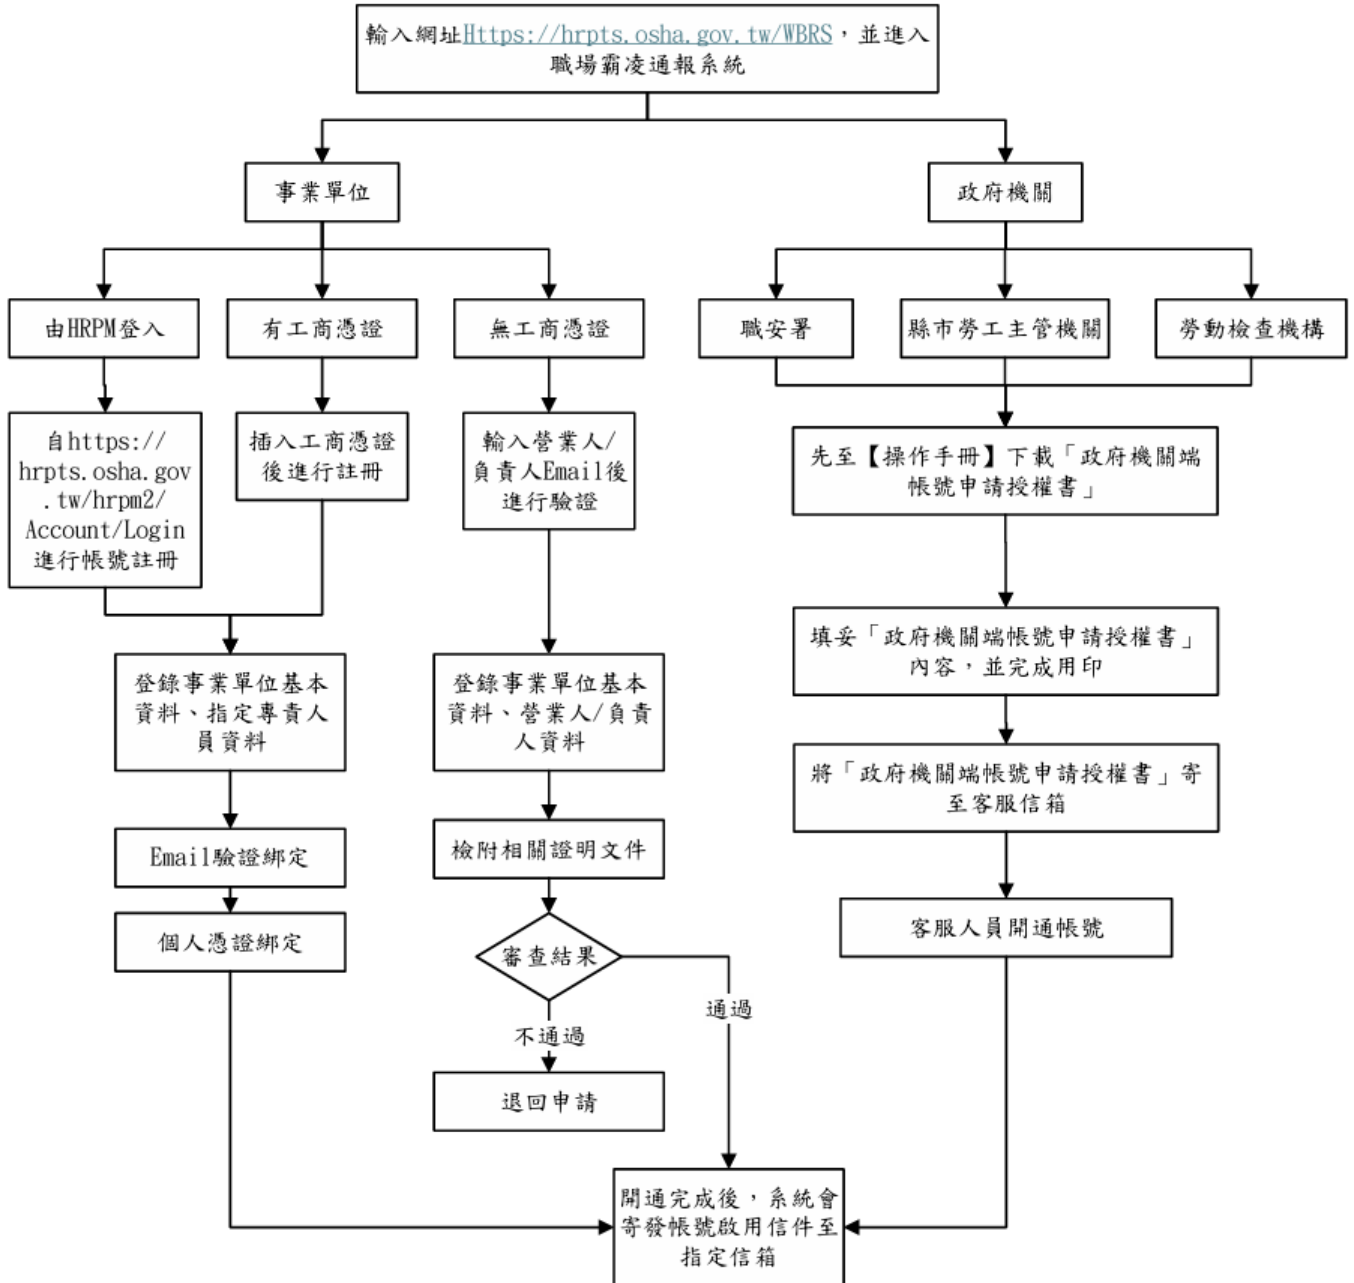 輸入網址Https://hrpts.osha.gov.tw/WBRS，並進入
職場霸凌通報系統
事業單位
政府機關
由HRPM登入
有工商憑證
無工商憑證
職安署
縣市勞工主管機關
勞動檢查機構
自https://
hrpts.osha.gov
.tw/hrpm2/
Account/Login
進行帳號註冊
插入工商憑證
後進行註冊
輸入營業人/
負責人Email後
進行驗證
先至【操作手冊】下載「政府機關端
帳號申請授權書」
填妥「政府機關端帳號申請授權書」
內容，並完成用印
登錄事業單位基本
資料、指定專責人
員資料
登錄事業單位基本
資料、營業人/負責
人資料
將「政府機關端帳號申請授權書」寄
至客服信箱
Email驗證綁定
檢附相關證明文件
個人憑證綁定
審查結果
客服人員開通帳號
通過
不通過
退回申請
開通完成後，系統會
寄發帳號啟用信件至
指定信箱